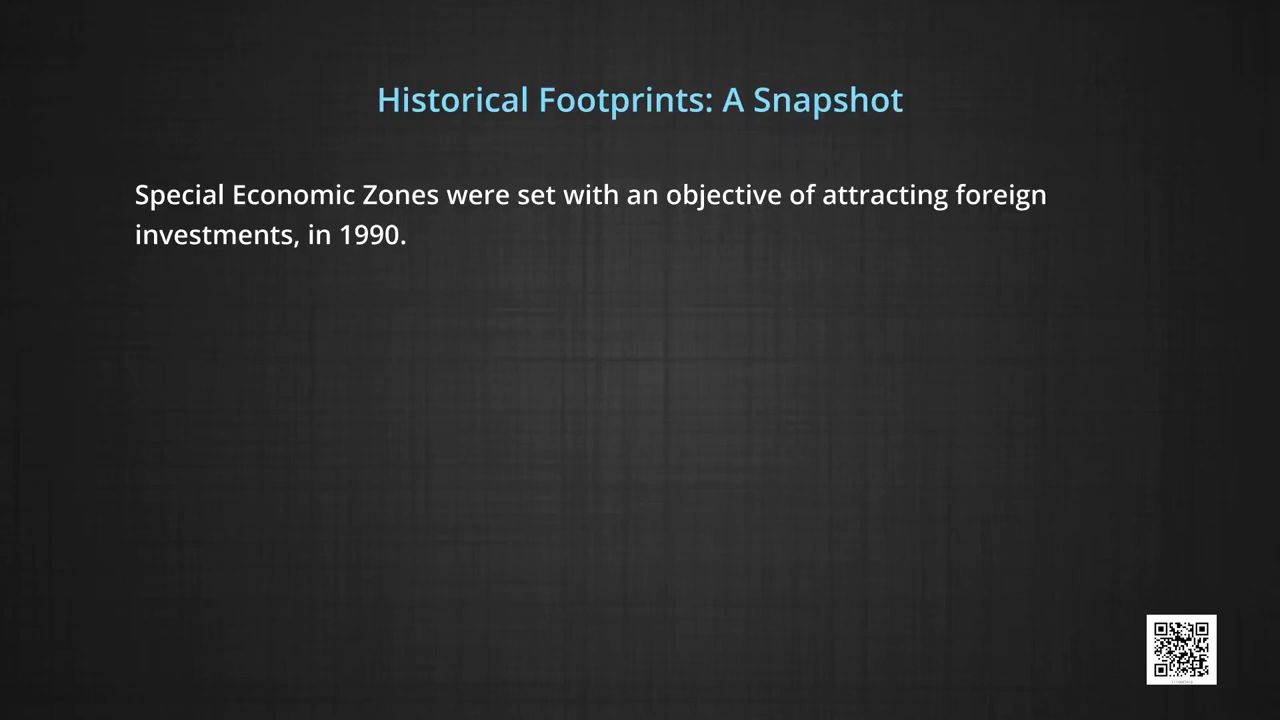 Historical Footprints: A Snapshot
Special Economic Zones were set with an objective of attracting foreign
investments, in 1990.